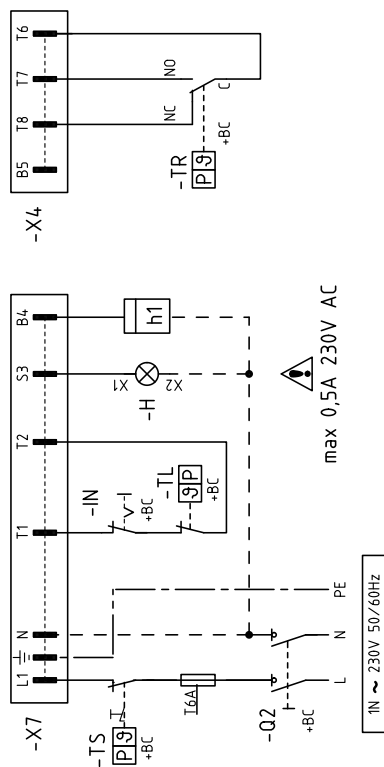 -X4
B5
T8
T7
T6
NC
NO
C
-TR
P ϑ
+BC
-X7
L1
N
T1
T2
S3
B4
-TS
P ϑ
+BC
T6A
-IN
+BC
-TL
ϑ P
+BC
-H
X1
X2
h1
-Q2
+BC
L
N
PE
max 0,5A 230V AC
1N ~ 230V 50/60Hz